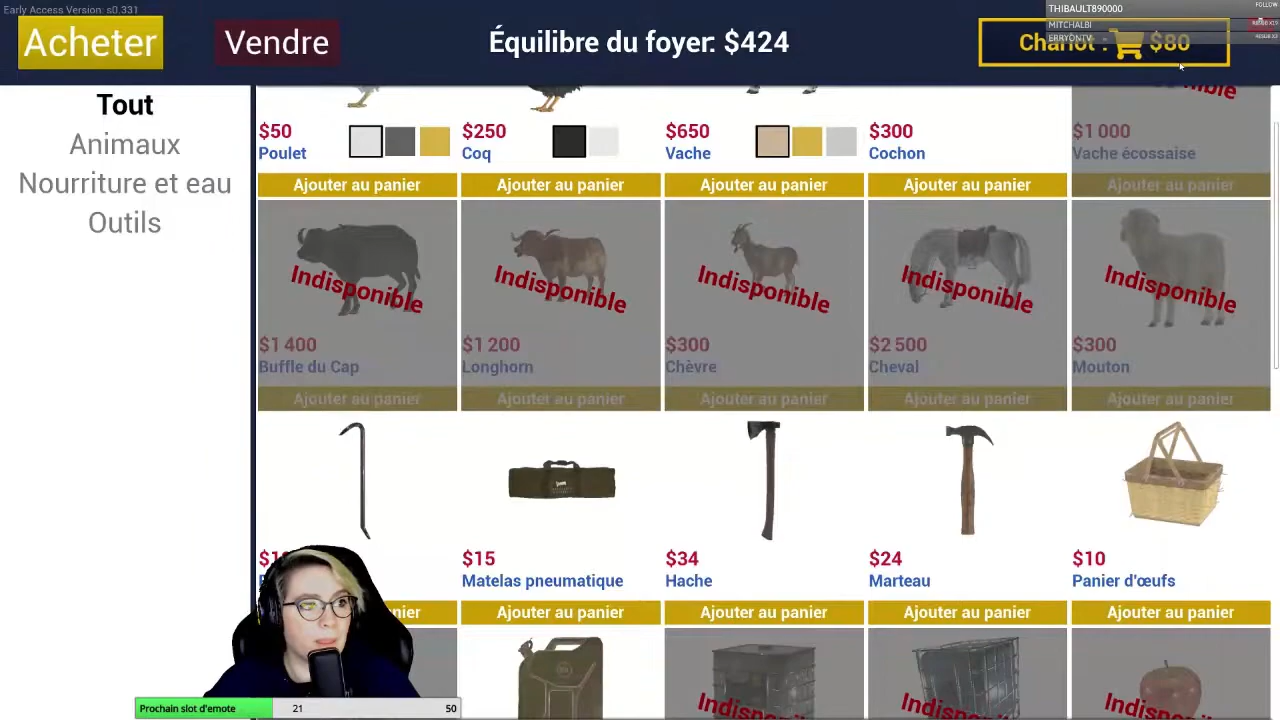 Early Access Version: s0.331
THIBAULT890000
FOLLOW
MITCHALBI
ERRYONTV
Acheter
Vendre
Équilibre du foyer: $424
Chariot : $80
Tout
Animaux
Nourriture et eau
Outils
$50
Poulet
$250
Coq
$650
Vache
$300
Cochon
$1 000
Vache écossaise
Ajouter au panier
Ajouter au panier
Ajouter au panier
Ajouter au panier
Ajouter au panier
Indisponible
Indisponible
Indisponible
Indisponible
Indisponible
$1 400
Buffle du Cap
$1 200
Longhorn
$300
Chèvre
$2 500
Cheval
$300
Mouton
Ajouter au panier
Ajouter au panier
Ajouter au panier
Ajouter au panier
Ajouter au panier
$15
Matelas pneumatique
$34
Hache
$24
Marteau
$10
Panier d'œufs
panier
Ajouter au panier
Ajouter au panier
Ajouter au panier
Ajouter au panier
Prochain slot d'emote 21 50